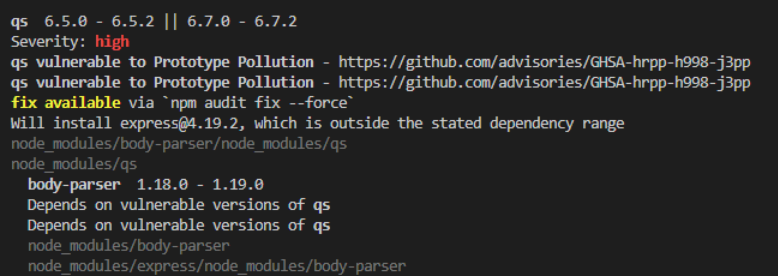 qs  6.5.0 - 6.5.2 || 6.7.0 - 6.7.2
Severity: high
qs vulnerable to Prototype Pollution - https://github.com/advisories/GHSA-hrpp-h998-j3pp
qs vulnerable to Prototype Pollution - https://github.com/advisories/GHSA-hrpp-h998-j3pp
fix available via `npm audit fix --force`
Will install express@4.19.2, which is outside the stated dependency range
node_modules/body-parser/node_modules/qs
node_modules/qs
  body-parser  1.18.0 - 1.19.0
  Depends on vulnerable versions of qs
  Depends on vulnerable versions of qs
  node_modules/body-parser
  node_modules/express/node_modules/body-parser